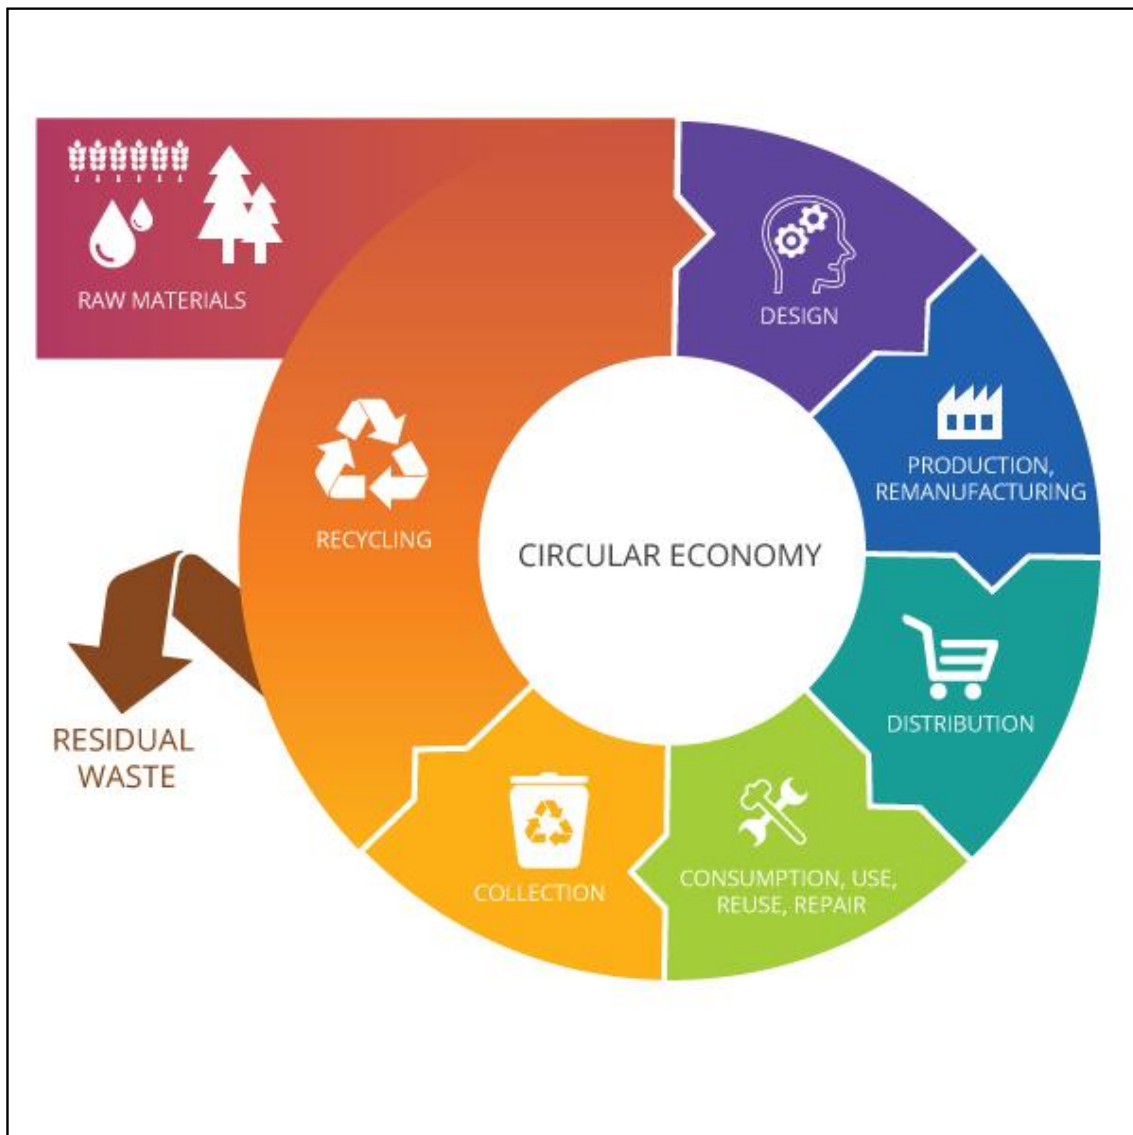 RAW MATERIALS
DESIGN
PRODUCTION,
REMANUFACTURING
RECYCLING
CIRCULAR ECONOMY
DISTRIBUTION
RESIDUAL
WASTE
COLLECTION
CONSUMPTION, USE,
REUSE, REPAIR